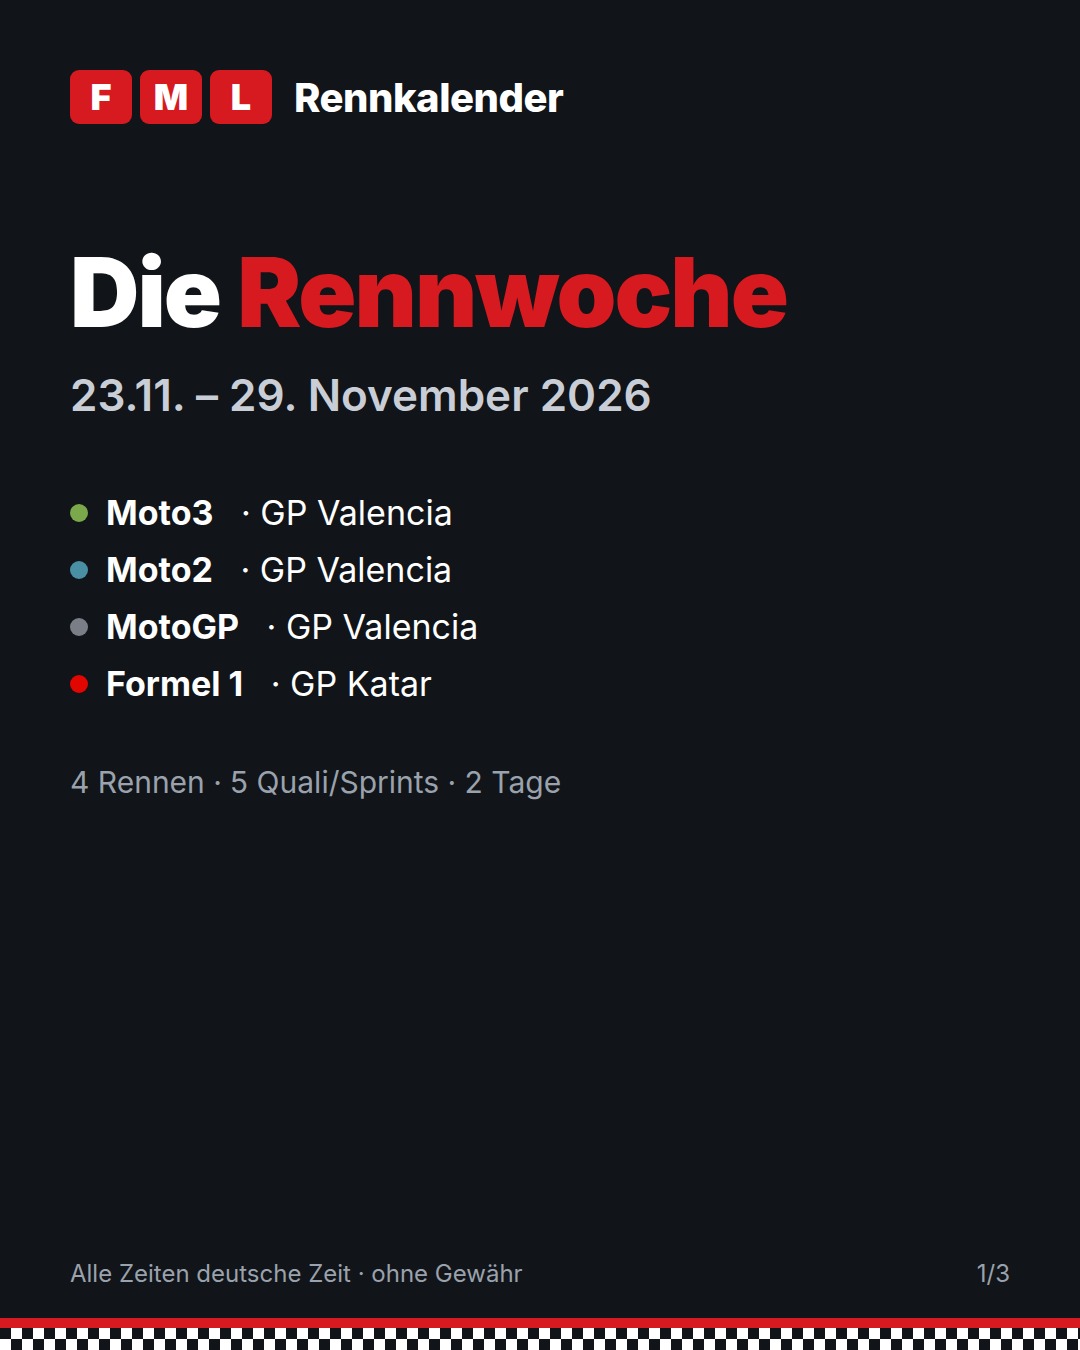 F M L Rennkalender
Die Rennwoche
23.11. – 29. November 2026
Moto3 · GP Valencia
Moto2 · GP Valencia
MotoGP · GP Valencia
Formel 1 · GP Katar
4 Rennen · 5 Quali/Sprints · 2 Tage
Alle Zeiten deutsche Zeit · ohne Gewähr
1/3